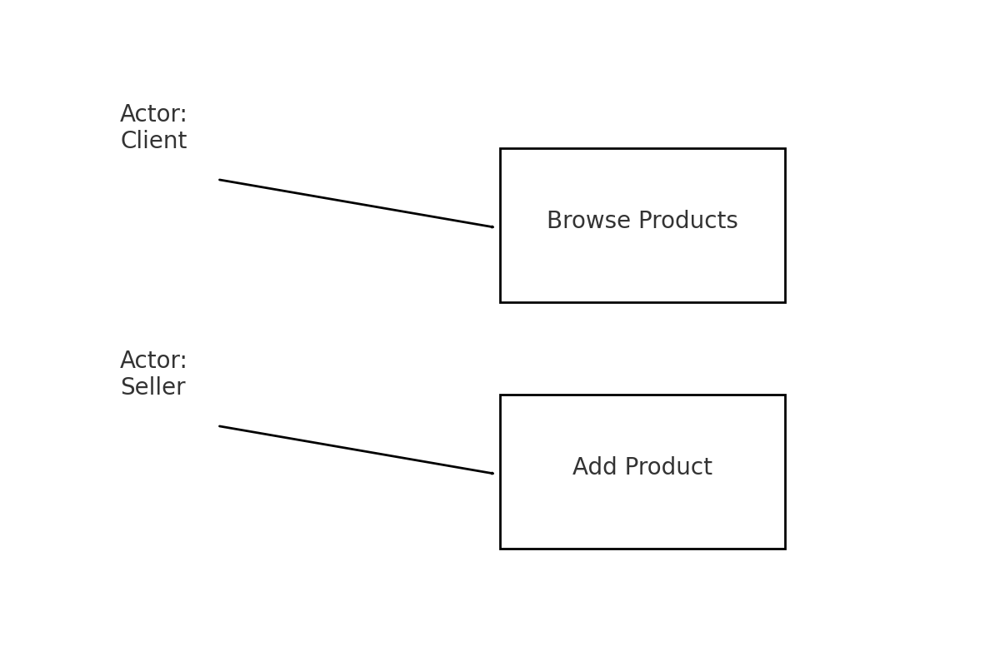 Actor:
Client
Browse Products
Actor:
Seller
Add Product